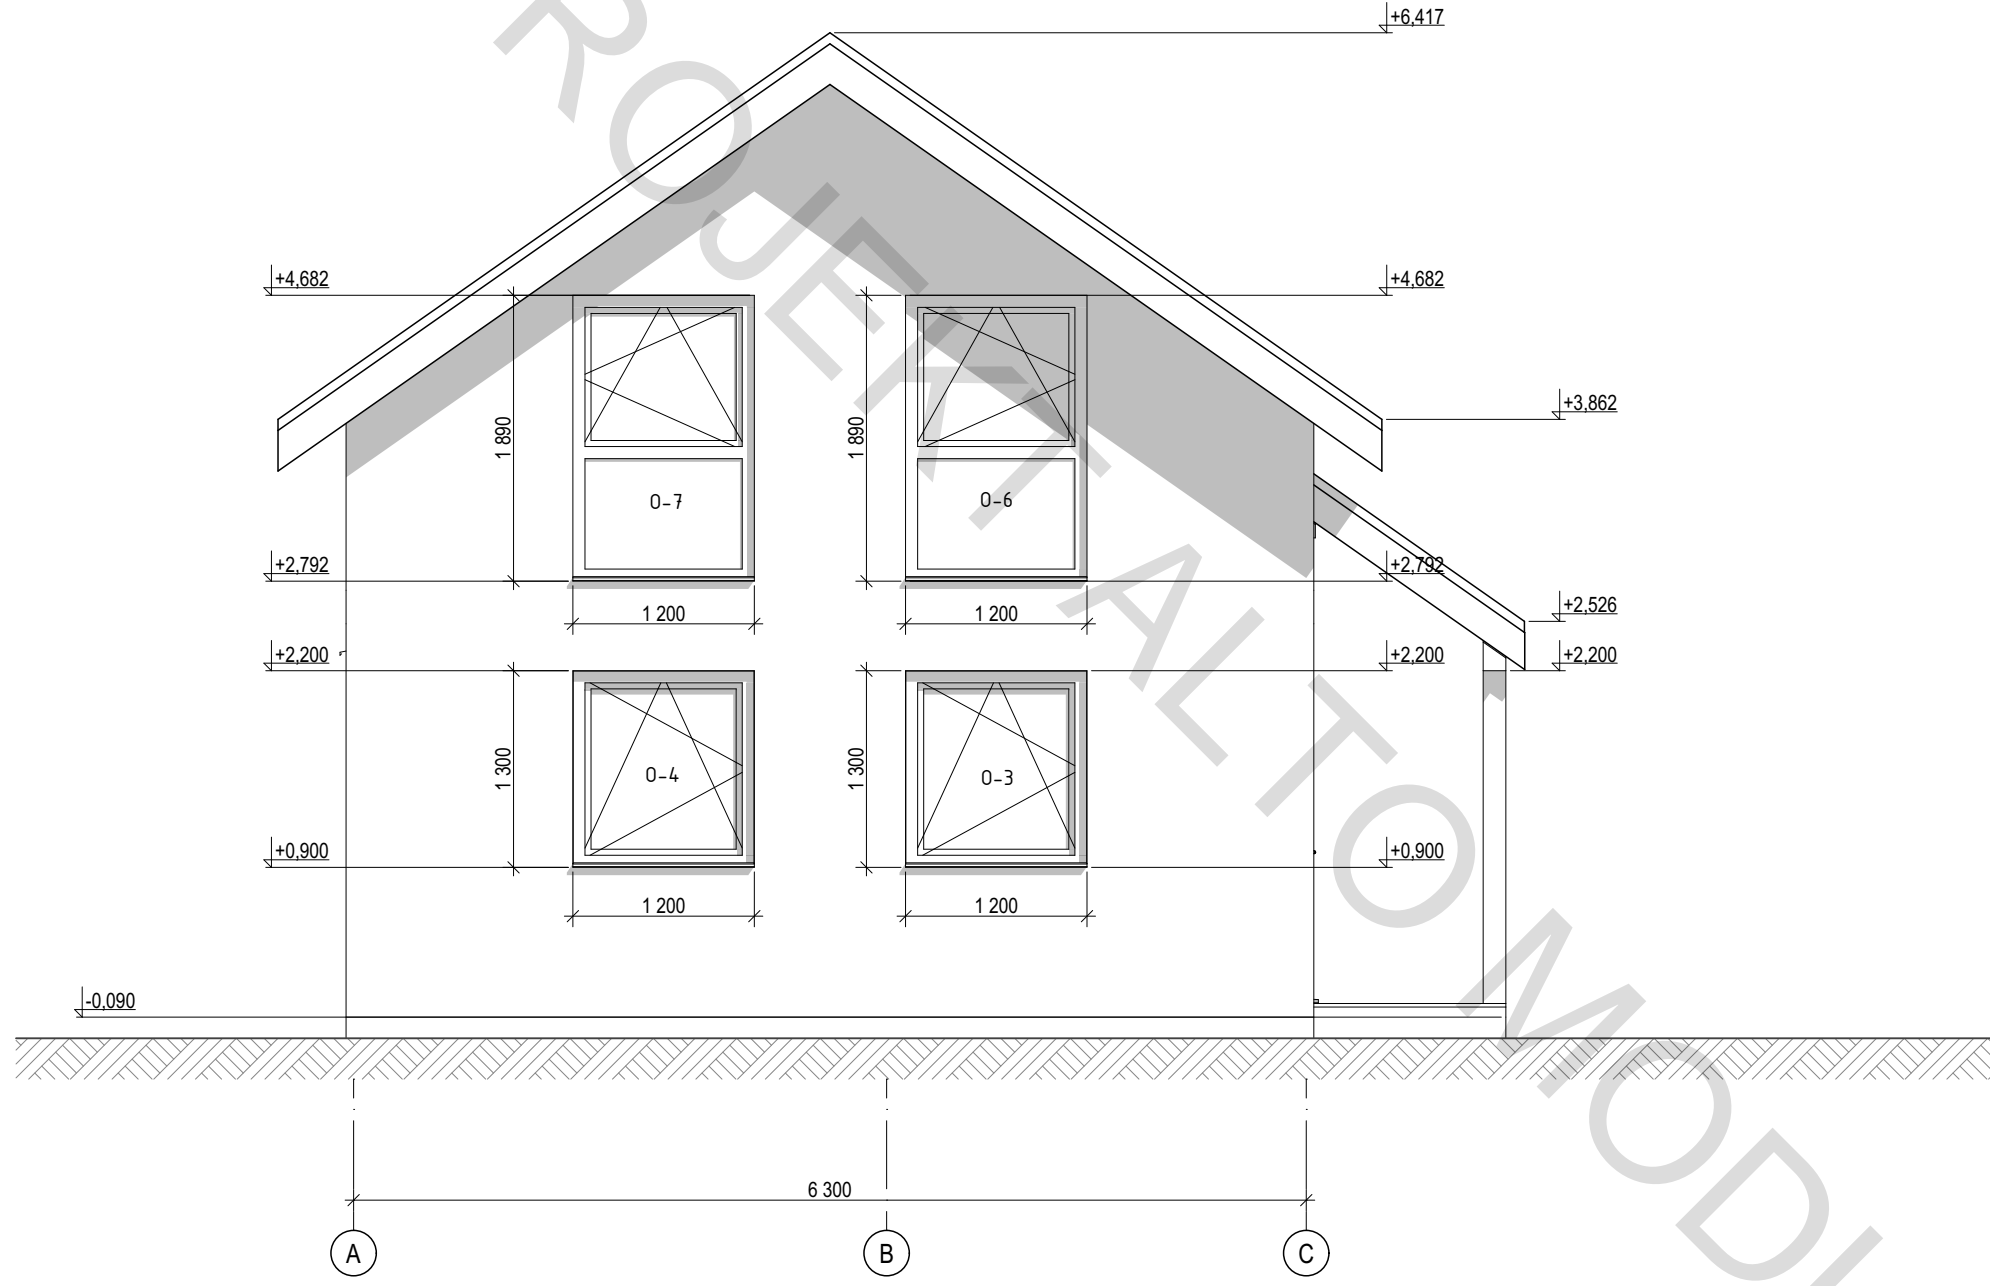 +6,417
+4,682
+4,682
+3,862
1 890
1 890
O-7
O-6
+2,792
+2,792
+2,526
1 200
1 200
+2,200
+2,200
+2,200
1 300
1 300
O-4
O-3
+0,900
+0,900
1 200
1 200
-0,090
6 300
A
B
C
ROJEKT ALTO MODI